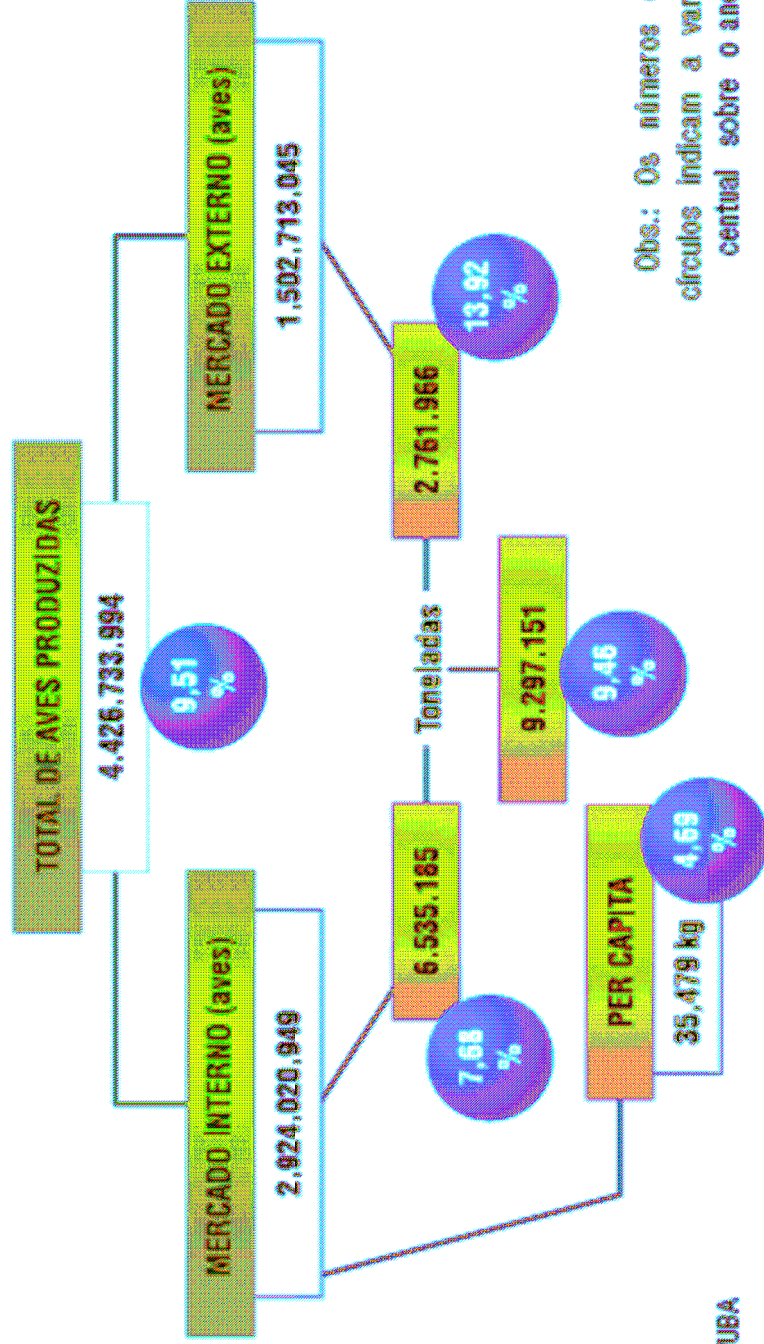 TOTAL DE AVES PRODUZIDAS
4.426.733.994
9,51
%
MERCADO INTERNO (aves)
2.924.020.949
MERCADO EXTERNO (aves)
1.502.713.045
6.535.185
7,68
%
Toneladas
2.761.966
13,92
%
9.297.151
9,46
%
PER CAPITA
35,479 kg
4,69
%
Obs.: Os números
círculos indicam a var
centual sobre o ano
UBA